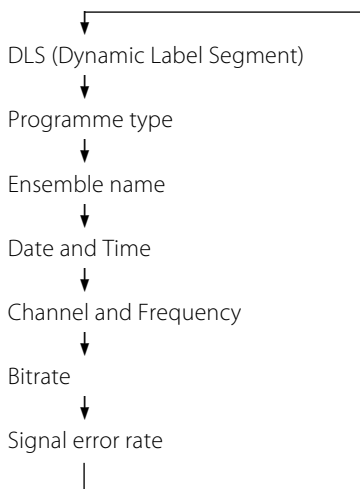 DLS (Dynamic Label Segment)
Programme type
Ensemble name
Date and Time
Channel and Frequency
Bitrate
Signal error rate